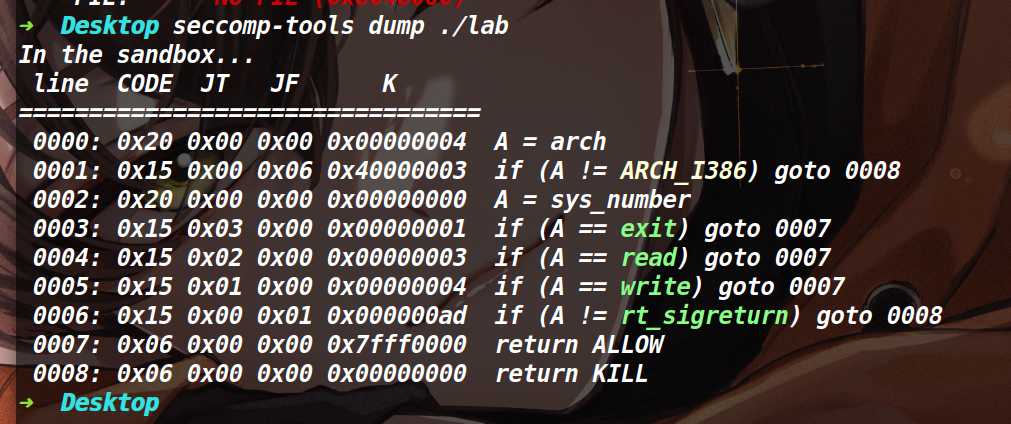 PIE: No PIE (0x8048000)
➜ Desktop seccomp-tools dump ./lab
In the sandbox...
line CODE JT JF K
=================================
0000: 0x20 0x00 0x00 0x00000004 A = arch
0001: 0x15 0x00 0x06 0x40000003 if (A != ARCH_I386) goto 0008
0002: 0x20 0x00 0x00 0x00000000 A = sys_number
0003: 0x15 0x03 0x00 0x00000001 if (A == exit) goto 0007
0004: 0x15 0x02 0x00 0x00000003 if (A == read) goto 0007
0005: 0x15 0x01 0x00 0x00000004 if (A == write) goto 0007
0006: 0x15 0x00 0x01 0x000000ad if (A != rt_sigreturn) goto 0008
0007: 0x06 0x00 0x00 0x7fff0000 return ALLOW
0008: 0x06 0x00 0x00 0x00000000 return KILL
➜ Desktop